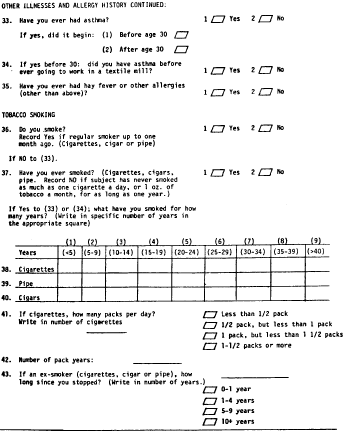 OTHER ILLNESSES AND ALLERGY HISTORY CONTINUED:
33. Have you ever had asthma? 1 Yes 2 No
If yes, did it begin: (1) Before age 30
(2) After age 30
34. If yes before 30: did you have asthma before
ever going to work in a textile mill? 1 Yes 2 No
35. Have you ever had hay fever or other allergies
(other than above)? 1 Yes 2 No
TOBACCO SMOKING
36. Do you smoke? 1 Yes 2 No
Record Yes if regular smoker up to one
month ago. (Cigarettes, cigar or pipe)
If NO to (33).
37. Have you ever smoked? (Cigarettes, cigars, 1 Yes 2 No
pipe. Record NO if subject has never smoked
as much as one cigarette a day, or 1 oz. of
tobacco a month, for as long as one year.)
If Yes to (33) or (34); what have you smoked for how
many years? (Write in specific number of years in
the appropriate square)
(1) (2) (3) (4) (5) (6) (7) (8) (9)
Years (<5) (5-9) (10-14) (15-19) (20-24) (25-29) (30-34) (35-39) (>40)
38. Cigarettes
39. Pipe
40. Cigars
41. If cigarettes, how many packs per day? Less than 1/2 pack
Write in number of cigarettes 1/2 pack, but less than 1 pack
1 pack, but less than 1 1/2 packs
1-1/2 packs or more
42. Number of pack years:
43. If an ex-smoker (cigarettes, cigar or pipe), how
long since you stopped? (Write in number of years.)
0-1 year
1-4 years
5-9 years
10+ years